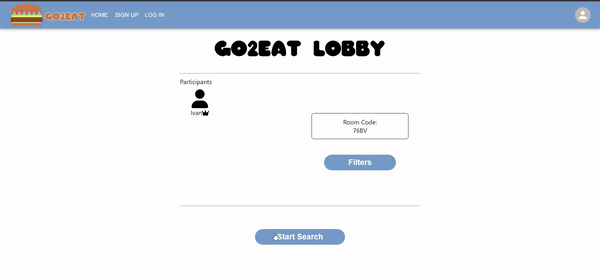 GO2EAT HOME SIGN UP LOG IN
GO2EAT LOBBY
Participants
Ivan
Room Code:
76BV
Filters
Start Search